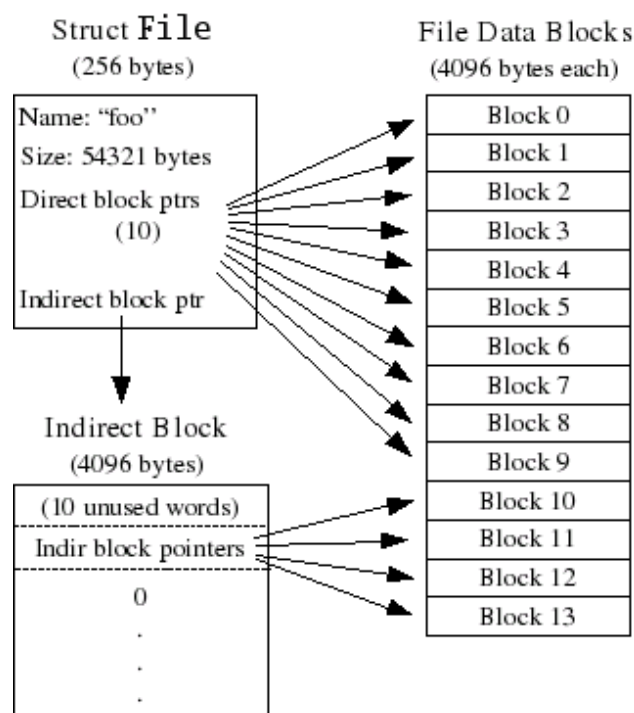 Struct File
(256 bytes)
Name: “foo”
Size: 54321 bytes
Direct block ptrs
(10)
Indirect block ptr
Indirect Block
(4096 bytes)
(10 unused words)
Indir block pointers
0
.
.
.
File Data Blocks
(4096 bytes each)
Block 0
Block 1
Block 2
Block 3
Block 4
Block 5
Block 6
Block 7
Block 8
Block 9
Block 10
Block 11
Block 12
Block 13